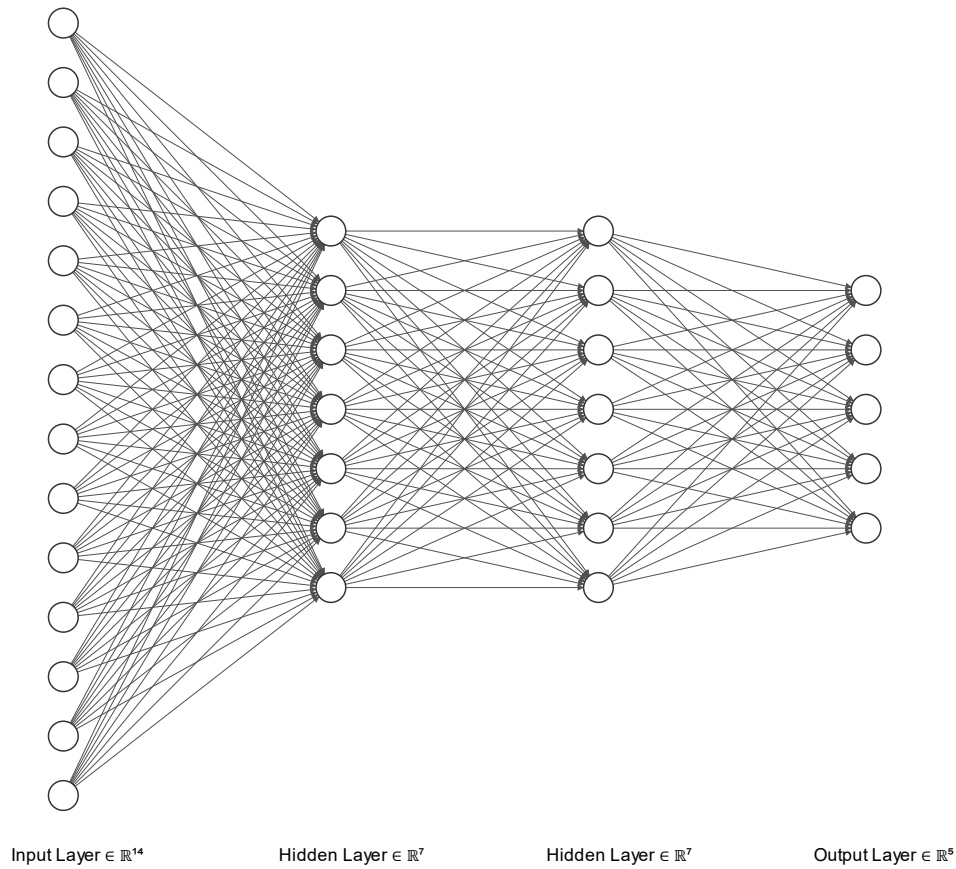 Input Layer ∈ ℝ¹⁴ Hidden Layer ∈ ℝ⁷ Hidden Layer ∈ ℝ⁷ Output Layer ∈ ℝ⁵